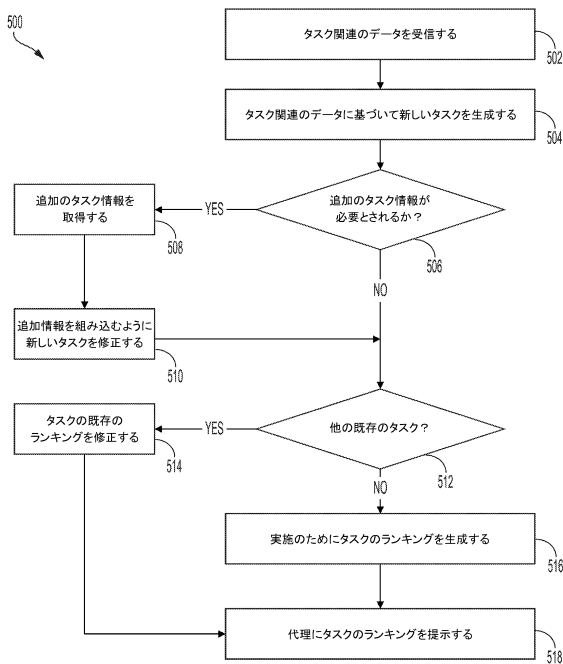 500
タスク関連のデータを受信する
502
タスク関連のデータに基づいて新しいタスクを生成する
504
追加のタスク情報が
必要とされるか？
506
YES
追加のタスク情報を
取得する
508
NO
追加情報を組み込むように
新しいタスクを修正する
510
他の既存のタスク？
512
YES
タスクの既存の
ランキングを修正する
514
NO
実施のためにタスクのランキングを生成する
516
代理にタスクのランキングを提示する
518